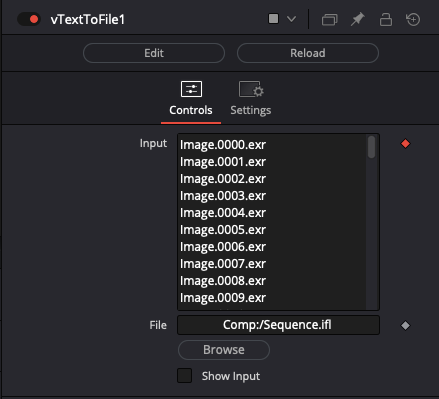 vTextToFile1
Edit Reload
Controls Settings
Input
Image.0000.exr
Image.0001.exr
Image.0002.exr
Image.0003.exr
Image.0004.exr
Image.0005.exr
Image.0006.exr
Image.0007.exr
Image.0008.exr
Image.0009.exr
File Comp:/Sequence.ifl
Browse
Show Input